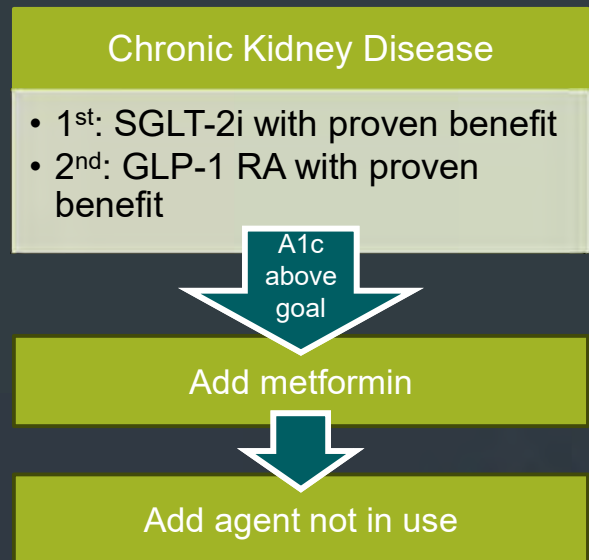 Chronic Kidney Disease
• 1st: SGLT-2i with proven benefit
• 2nd: GLP-1 RA with proven
benefit
A1c
above
goal
Add metformin
Add agent not in use